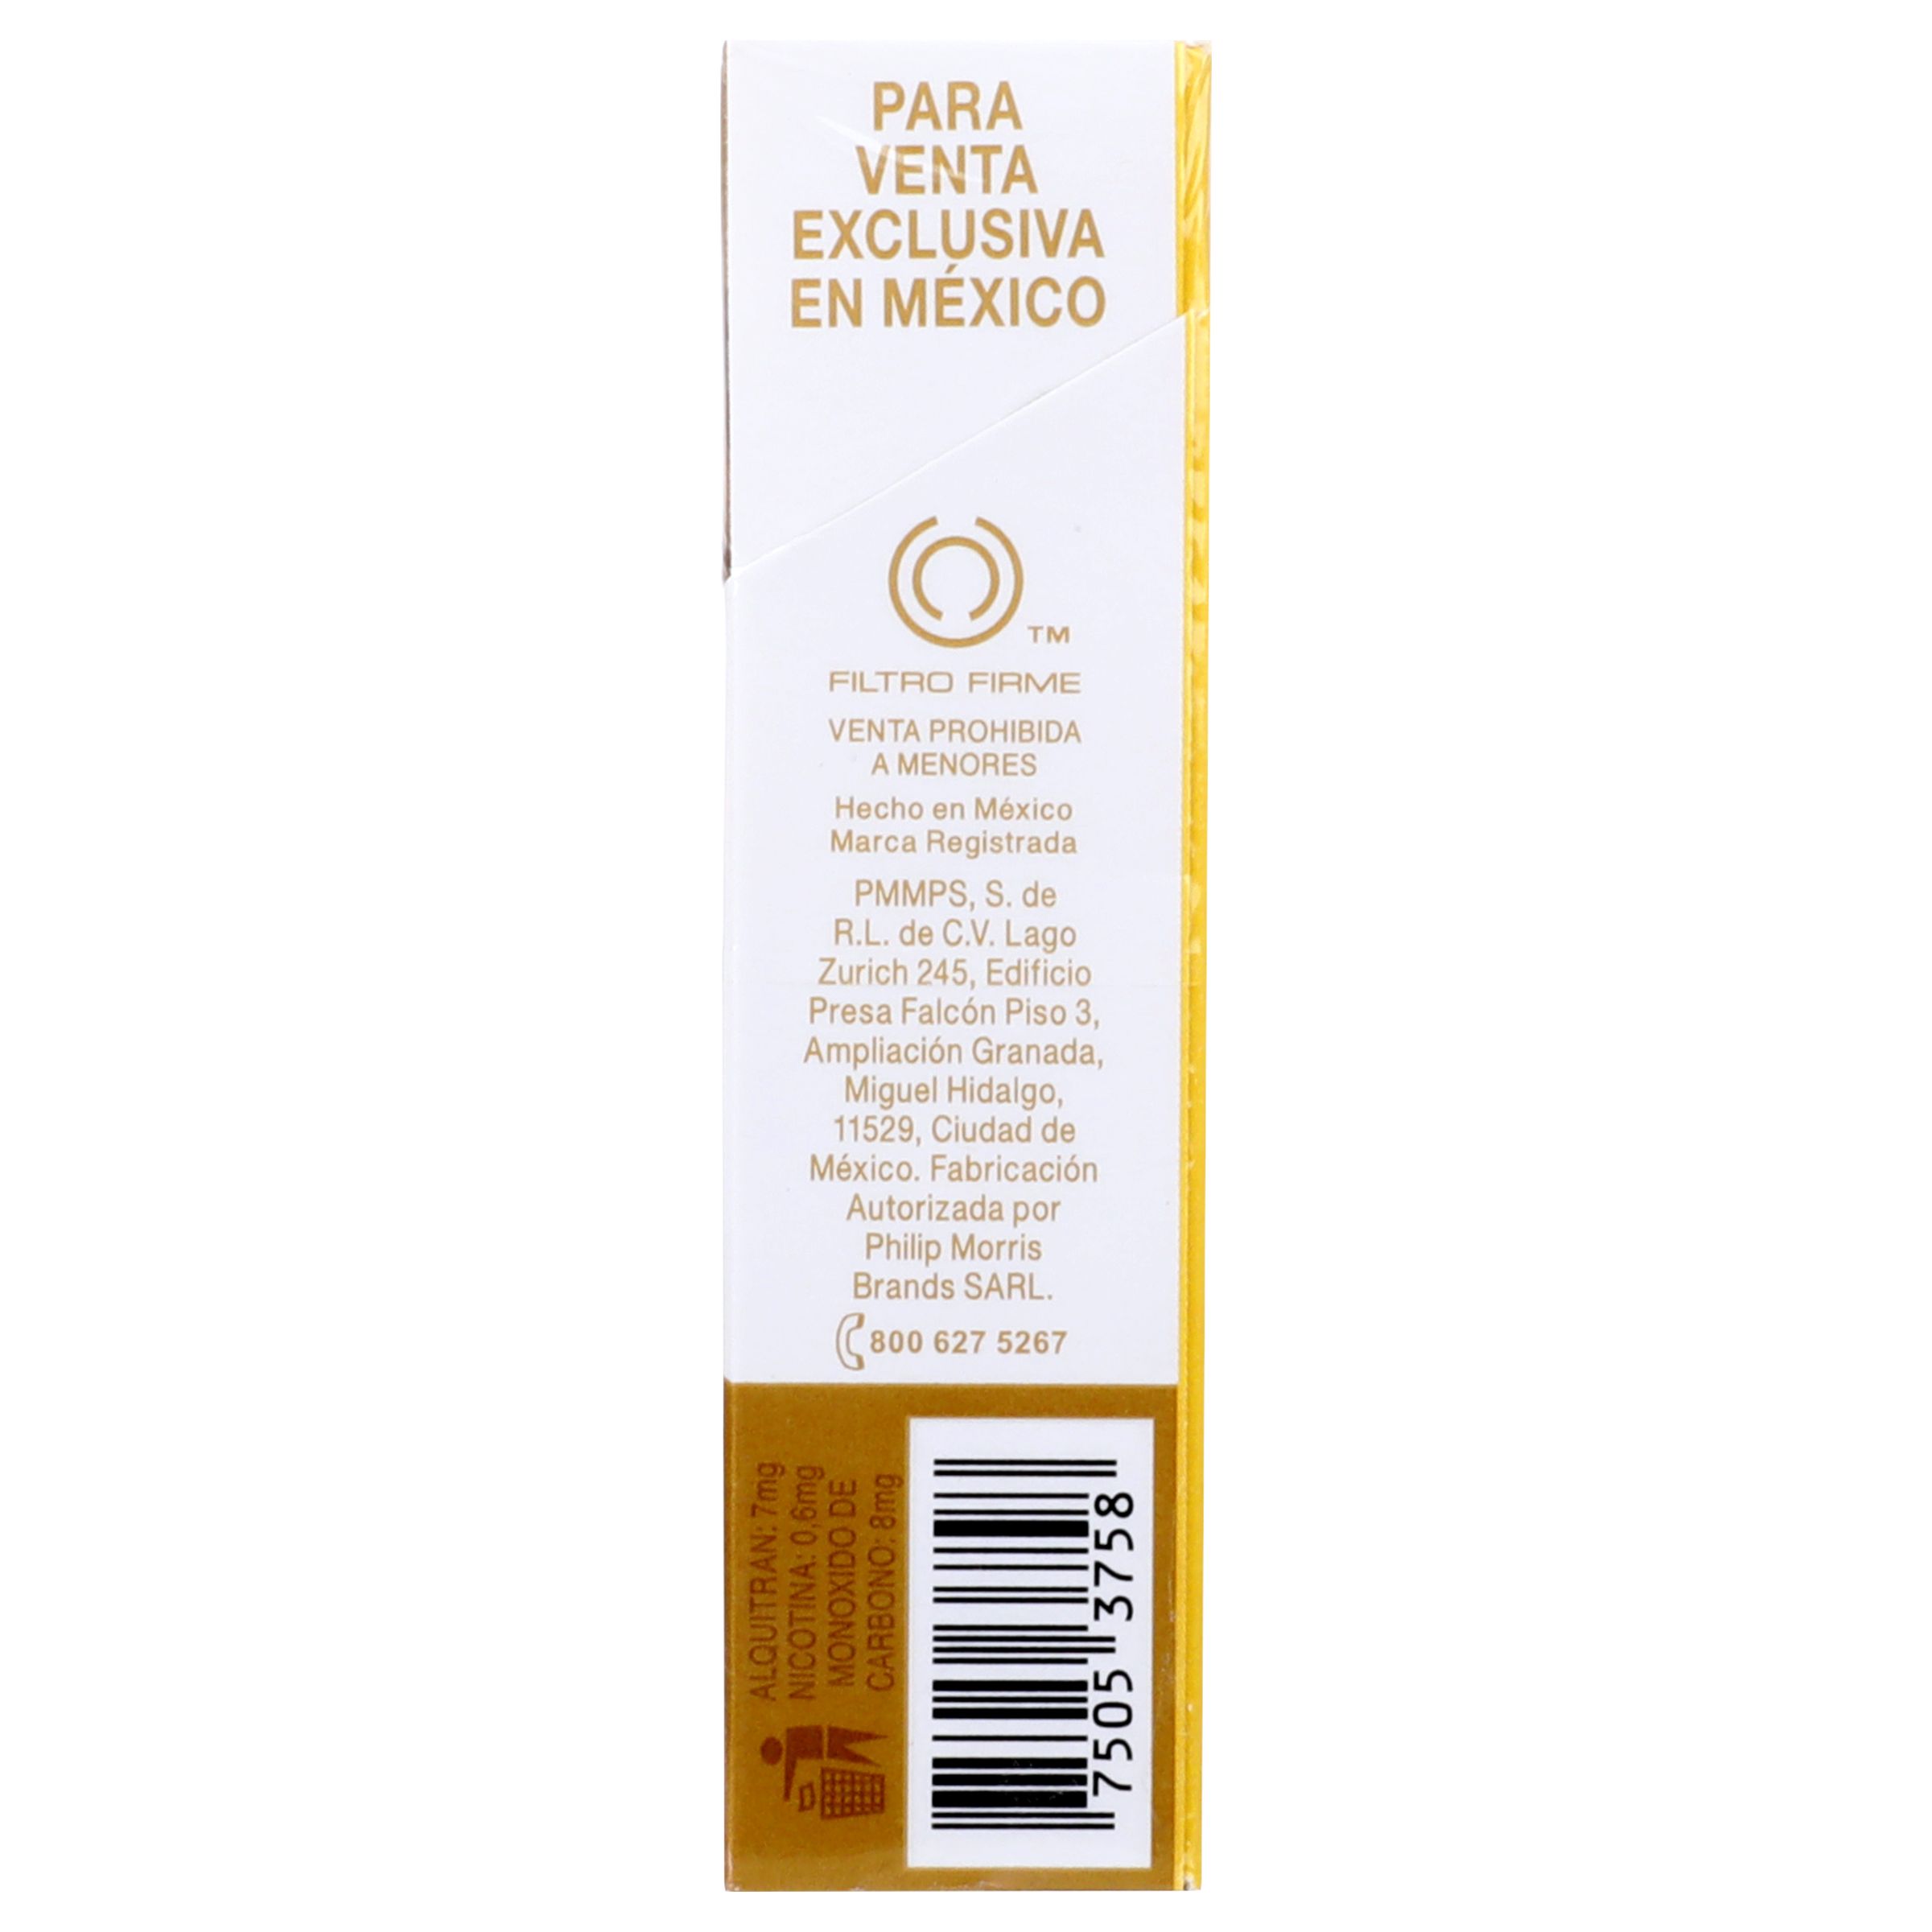 PARA
VENTA
EXCLUSIVA
EN MÉXICO
TM
FILTRO FIRME
VENTA PROHIBIDA
A MENORES
Hecho en México
Marca Registrada
PMMPS, S. de
R.L. de C.V. Lago
Zurich 245, Edificio
Presa Falcón Piso 3,
Ampliación Granada,
Miguel Hidalgo,
11529, Ciudad de
México. Fabricación
Autorizada por
Philip Morris
Brands SARL.
800 627 5267
ALQUITRAN: 7mg
NICOTINA: 0,6mg
MONOXIDO DE
CARBONO: 8mg
7505 3758